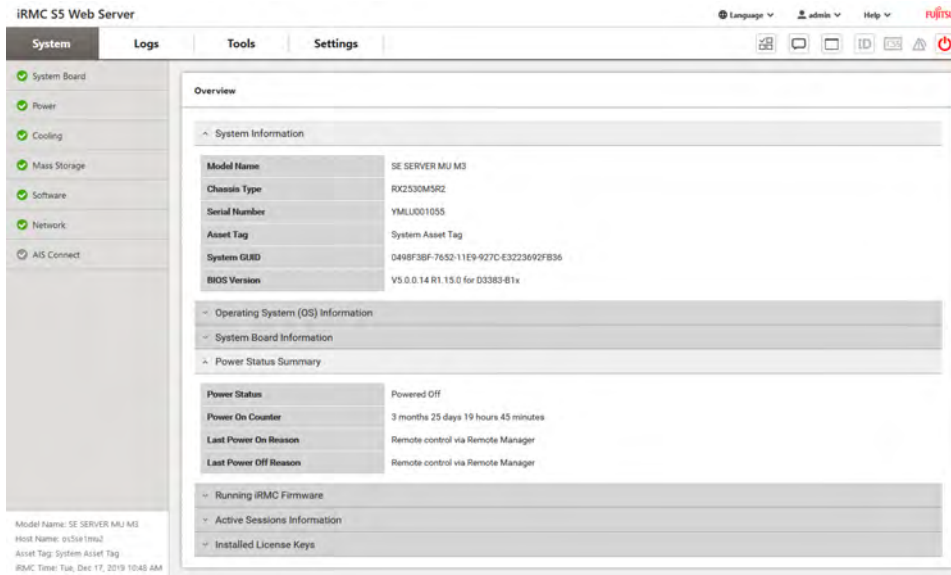 iRMC S5 Web Server
Language
admin
Help
FUJITSU
System
Logs
Tools
Settings
ID
CSS
System Board
Power
Cooling
Mass Storage
Software
Network
AIS Connect
Overview
System Information
Model Name SE SERVER MU M3
Chassis Type RX2530M5R2
Serial Number YMLU001055
Asset Tag System Asset Tag
System GUID 0498F3BF-7652-11E9-927C-E3223692FB36
BIOS Version V5.0.0.14 R1.15.0 for D3383-B1x
Operating System (OS) Information
System Board Information
Power Status Summary
Power Status Powered Off
Power On Counter 3 months 25 days 19 hours 45 minutes
Last Power On Reason Remote control via Remote Manager
Last Power Off Reason Remote control via Remote Manager
Running iRMC Firmware
Active Sessions Information
Installed License Keys
Model Name: SE SERVER MU M3
Host Name: os5se1mu2
Asset Tag: System Asset Tag
iRMC Time: Tue, Dec 17, 2019 10:48 AM